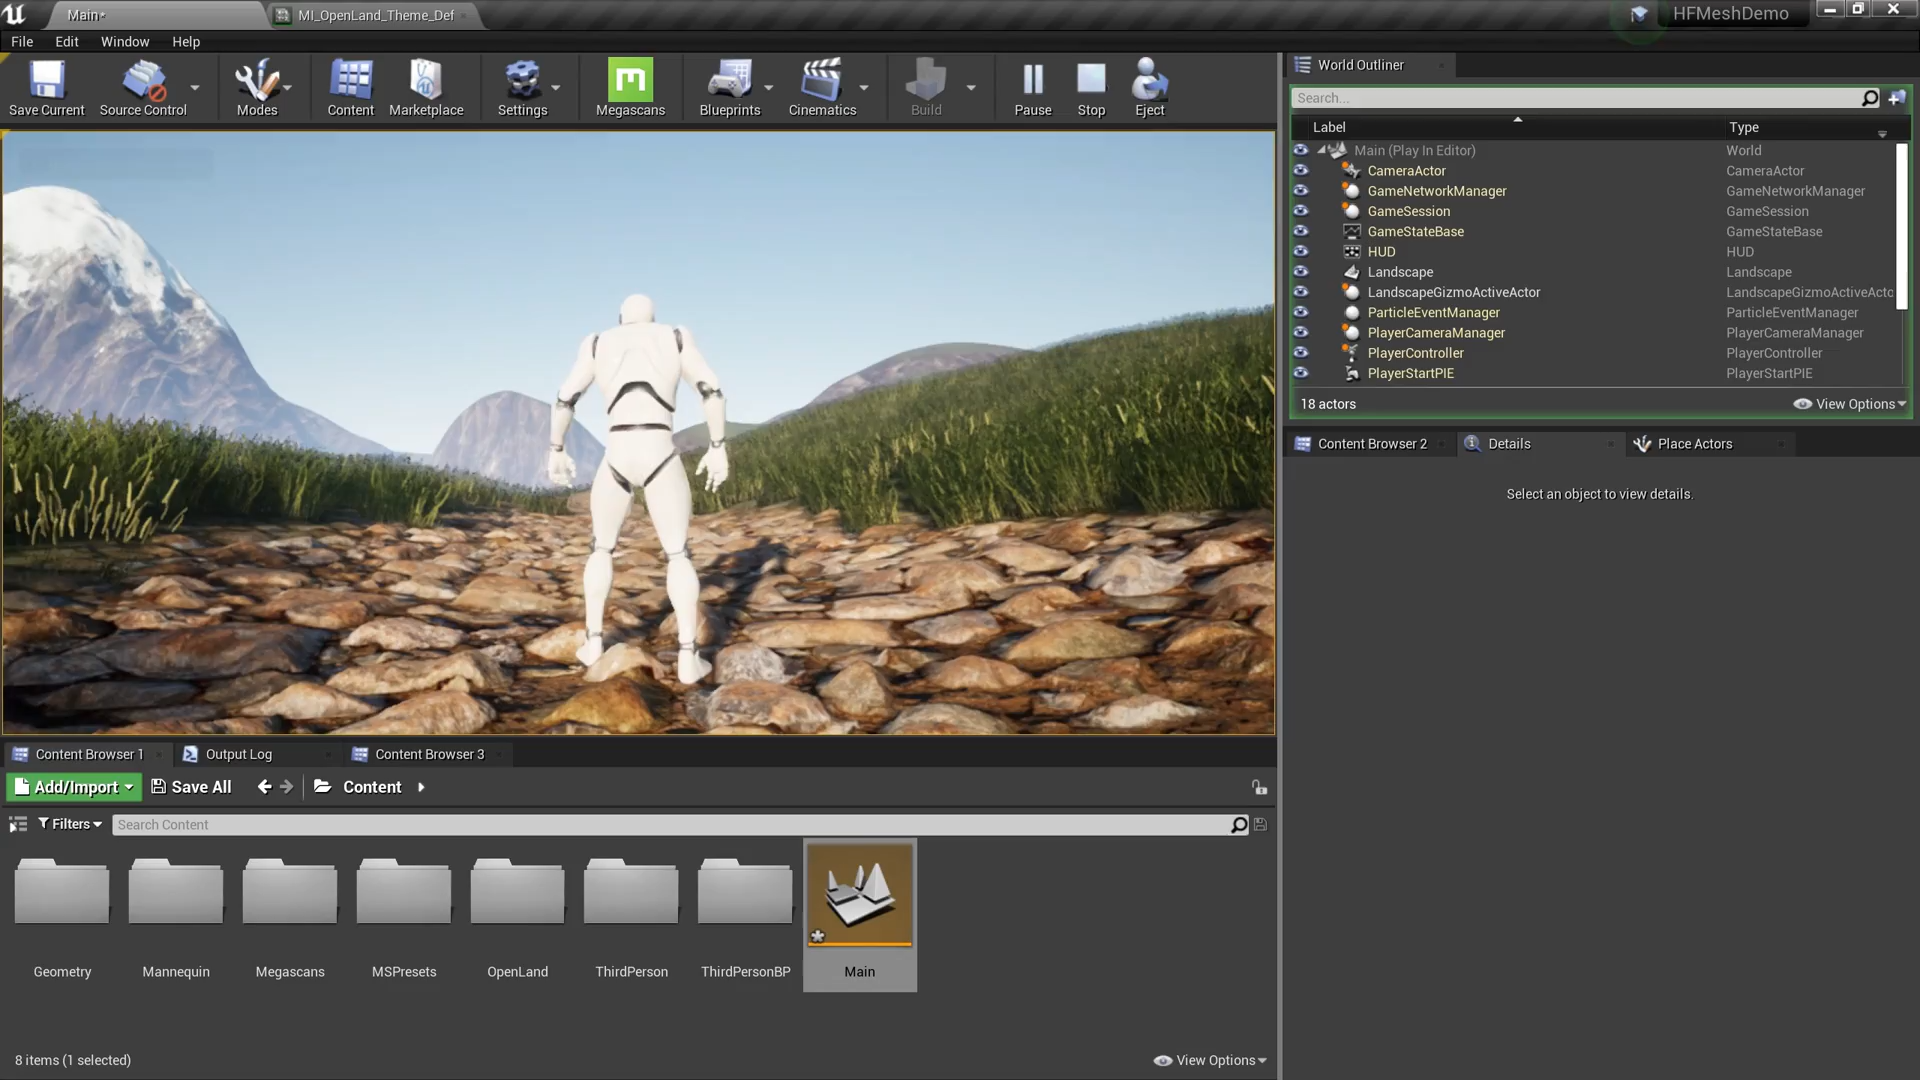 Main*
MI_OpenLand_Theme_Def
HFMeshDemo
File Edit Window Help
Save Current
Source Control
Modes
Content
Marketplace
Settings
Megascans
Blueprints
Cinematics
Build
Pause
Stop
Eject
World Outliner
Search...
Label Type
Main (Play In Editor) World
CameraActor CameraActor
GameNetworkManager GameNetworkManager
GameSession GameSession
GameStateBase GameStateBase
HUD HUD
Landscape Landscape
LandscapeGizmoActiveActor LandscapeGizmoActiveActo
ParticleEventManager ParticleEventManager
PlayerCameraManager PlayerCameraManager
PlayerController PlayerController
PlayerStartPIE PlayerStartPIE
18 actors View Options
Content Browser 2 Details Place Actors
Select an object to view details.
Content Browser 1 Output Log Content Browser 3
Add/Import Save All Content
Filters Search Content
Geometry
Mannequin
Megascans
MSPresets
OpenLand
ThirdPerson
ThirdPersonBP
Main
8 items (1 selected) View Options